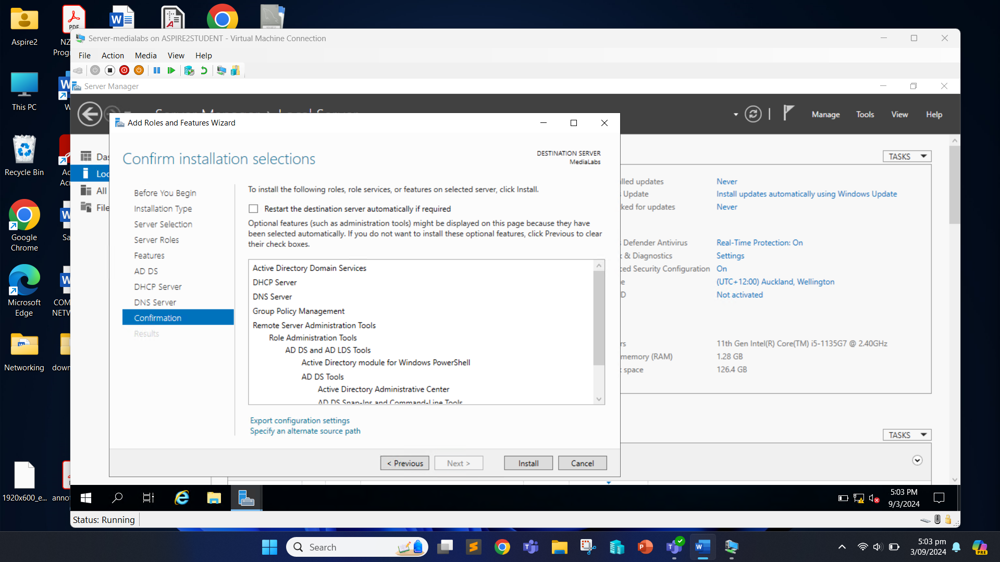 Aspire2
This PC
Recycle Bin
Google
Chrome
Microsoft
Edge
Networking
1920x600_e...
PDF
Server-medialabs on ASPIRE2STUDENT - Virtual Machine Connection
File Action Media View Help
Server Manager
Manage Tools View Help
Add Roles and Features Wizard
Confirm installation selections
DESTINATION SERVER
MediaLabs
Before You Begin
Installation Type
Server Selection
Server Roles
Features
AD DS
DHCP Server
DNS Server
Confirmation
Results
To install the following roles, role services, or features on selected server, click Install.
Restart the destination server automatically if required
Optional features (such as administration tools) might be displayed on this page because they have
been selected automatically. If you do not want to install these optional features, click Previous to clear
their check boxes.
Active Directory Domain Services
DHCP Server
DNS Server
Group Policy Management
Remote Server Administration Tools
Role Administration Tools
AD DS and AD LDS Tools
Active Directory module for Windows PowerShell
AD DS Tools
Active Directory Administrative Center
AD DS Snap-Ins and Command-Line Tools
Export configuration settings
Specify an alternate source path
< Previous Next > Install Cancel
All
File
TASKS
lled updates Never
Update Install updates automatically using Windows Update
ked for updates Never
Defender Antivirus Real-Time Protection: On
& Diagnostics Settings
ced Security Configuration On
e (UTC+12:00) Auckland, Wellington
D Not activated
rs 11th Gen Intel(R) Core(TM) i5-1135G7 @ 2.40GHz
memory (RAM) 1.28 GB
space 126.4 GB
TASKS
5:03 PM
9/3/2024
Status: Running
Search
5:03 pm
3/09/2024
PRE